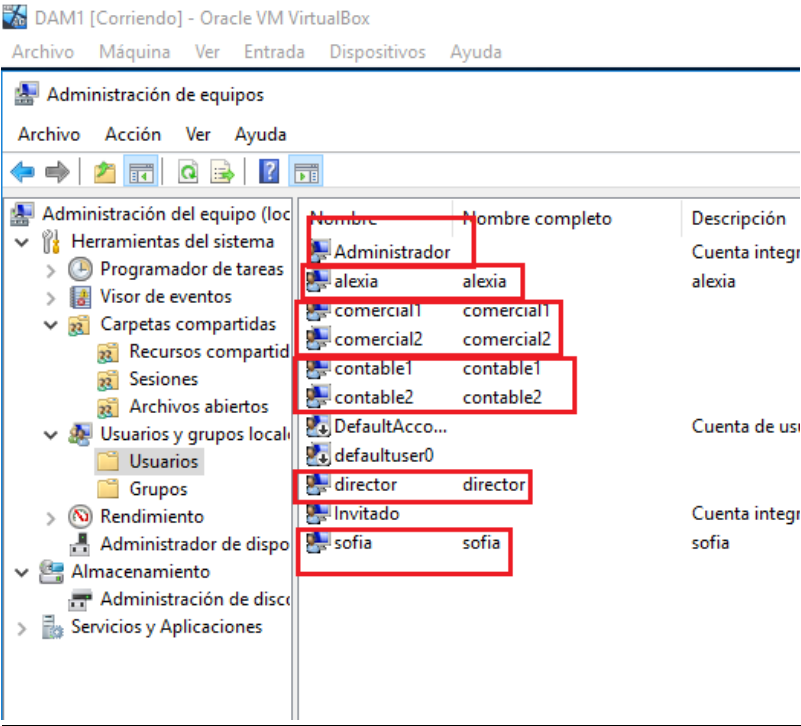 DAM1 [Corriendo] - Oracle VM VirtualBox
Archivo Máquina Ver Entrada Dispositivos Ayuda
Administración de equipos
Archivo Acción Ver Ayuda
Administración del equipo (loc
Herramientas del sistema
Programador de tareas
Visor de eventos
Carpetas compartidas
Recursos compartid
Sesiones
Archivos abiertos
Usuarios y grupos local
Usuarios
Grupos
Rendimiento
Administrador de dispo
Almacenamiento
Administración de disc
Servicios y Aplicaciones
Nombre Nombre completo Descripción
Administrador Cuenta integr
alexia alexia alexia
comercial1 comercial1
comercial2 comercial2
contable1 contable1
contable2 contable2
DefaultAcco... Cuenta de usu
defaultuser0
director director
Invitado Cuenta integr
sofia sofia sofia